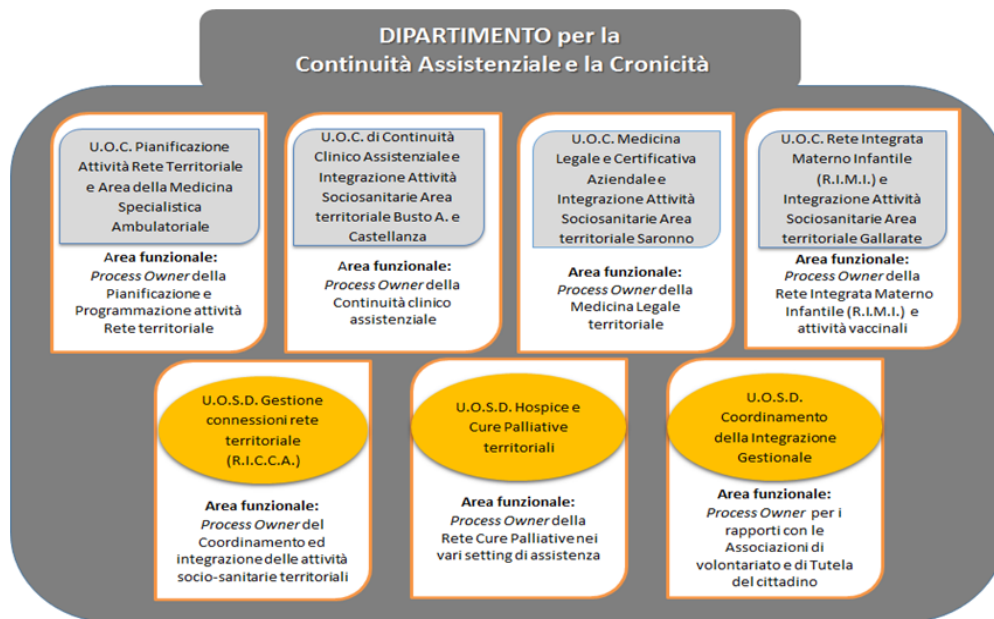 DIPARTIMENTO per la
Continuità Assistenziale e la Cronicità
U.O.C. Pianificazione
Attività Rete Territoriale
e Area della Medicina
Specialistica
Ambulatoriale
Area funzionale:
Process Owner della
Pianificazione e
Programmazione attività
Rete territoriale
U.O.C. di Continuità
Clinico Assistenziale e
Integrazione Attività
Sociosanitarie Area
territoriale Busto A. e
Castellanza
Area funzionale:
Process Owner della
Continuità clinico
assistenziale
U.O.C. Medicina
Legale e Certificativa
Aziendale e
Integrazione Attività
Sociosanitarie Area
territoriale Saronno
Area funzionale:
Process Owner della
Medicina Legale
territoriale
U.O.C. Rete Integrata
Materno Infantile
(R.I.M.I.) e
Integrazione Attività
Sociosanitarie Area
territoriale Gallarate
Area funzionale:
Process Owner della
Rete Integrata Materno
Infantile (R.I.M.I.) e
attività vaccinali
U.O.S.D. Gestione
connessioni rete
territoriale
(R.I.C.C.A.)
Area funzionale:
Process Owner del
Coordinamento ed
integrazione delle attività
socio-sanitarie territoriali
U.O.S.D. Hospice e
Cure Palliative
territoriali
Area funzionale:
Process Owner della
Rete Cure Palliative nei
vari setting di assistenza
U.O.S.D.
Coordinamento
della Integrazione
Gestionale
Area funzionale:
Process Owner per i
rapporti con le
Associazioni di
volontariato e di Tutela
del cittadino